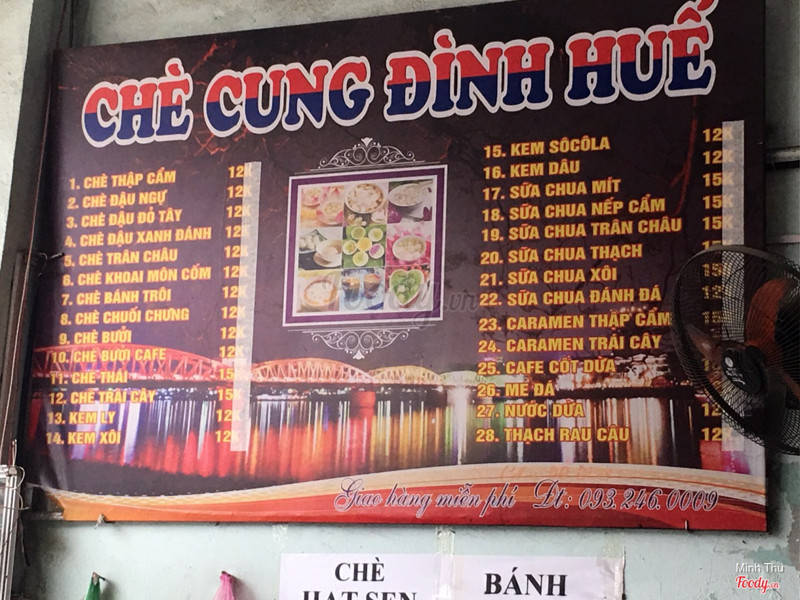 CHÈ CUNG ĐÌNH HUẾ
1. CHÈ THẬP CẨM 12K
2. CHÈ ĐẬU NGỰ 12K
3. CHÈ ĐẬU ĐỎ TÂY 12K
4. CHÈ ĐẬU XANH ĐÁNH 12K
5. CHÈ TRÂN CHÂU 12K
6. CHÈ KHOAI MÔN CỐM 12K
7. CHÈ BÁNH TRÔI 12K
8. CHÈ CHUỐI CHƯNG 12K
9. CHÈ BƯỞI 12K
10. CHÈ BƯỞI CAFE 12K
11. CHÈ THÁI 15
12. CHÈ TRÁI CÂY 15
13. KEM LY 12
14. KEM XÔI 12
15. KEM SÔCÔLA 12K
16. KEM DÂU 12K
17. SỮA CHUA MÍT 15K
18. SỮA CHUA NẾP CẨM 15K
19. SỮA CHUA TRÂN CHÂU 15K
20. SỮA CHUA THẠCH
21. SỮA CHUA XÔI
22. SỮA CHUA ĐÁNH ĐÁ
23. CARAMEN THẬP CẨM
24. CARAMEN TRÁI CÂY
25. CAFE CỐT DỪA
26. ME ĐÁ
27. NƯỚC DỪA 12
28. THẠCH RAU CÂU 12K
Giao hàng miễn phí Dt: 093.246.0009
CHÈ
HẠT SEN
BÁNH
Minh Thu
Foody.vn